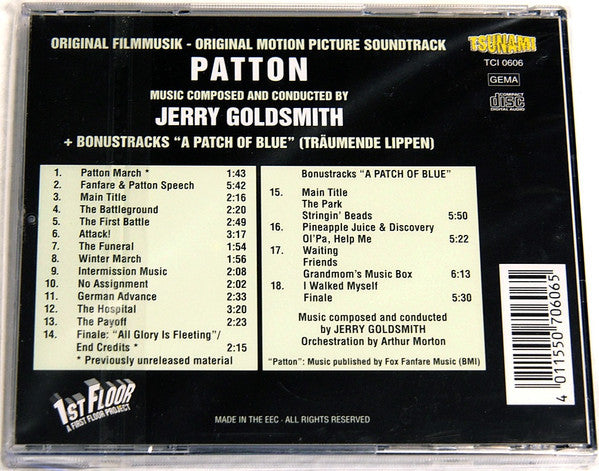 ORIGINAL FILMMUSIK - ORIGINAL MOTION PICTURE SOUNDTRACK
PATTON
MUSIC COMPOSED AND CONDUCTED BY
JERRY GOLDSMITH
+ BONUSTRACKS "A PATCH OF BLUE" (TRÄUMENDE LIPPEN)
TSUNAMI
TCI 0606
GEMA
COMPACT
disc
DIGITAL AUDIO
1. Patton March * 1:43
2. Fanfare & Patton Speech 5:42
3. Main Title 2:16
4. The Battleground 2:20
5. The First Battle 2:49
6. Attack! 3:17
7. The Funeral 1:54
8. Winter March 1:56
9. Intermission Music 2:08
10. No Assignment 2:02
11. German Advance 2:33
12. The Hospital 3:20
13. The Payoff 2:23
14. Finale: "All Glory Is Fleeting"/
End Credits * 2:15
* Previously unreleased material
Bonustracks "A PATCH OF BLUE"
15. Main Title
The Park
Stringin' Beads 5:50
16. Pineapple Juice & Discovery
Ol'Pa, Help Me 5:22
17. Waiting
Friends
Grandmom's Music Box 6:13
18. I Walked Myself
Finale 5:30
Music composed and conducted
by JERRY GOLDSMITH
Orchestration by Arthur Morton
"Patton": Music published by Fox Fanfare Music (BMI)
4 011550 706065
1ST FLOOR
A FIRST FLOOR PROJECT
MADE IN THE EEC - ALL RIGHTS RESERVED